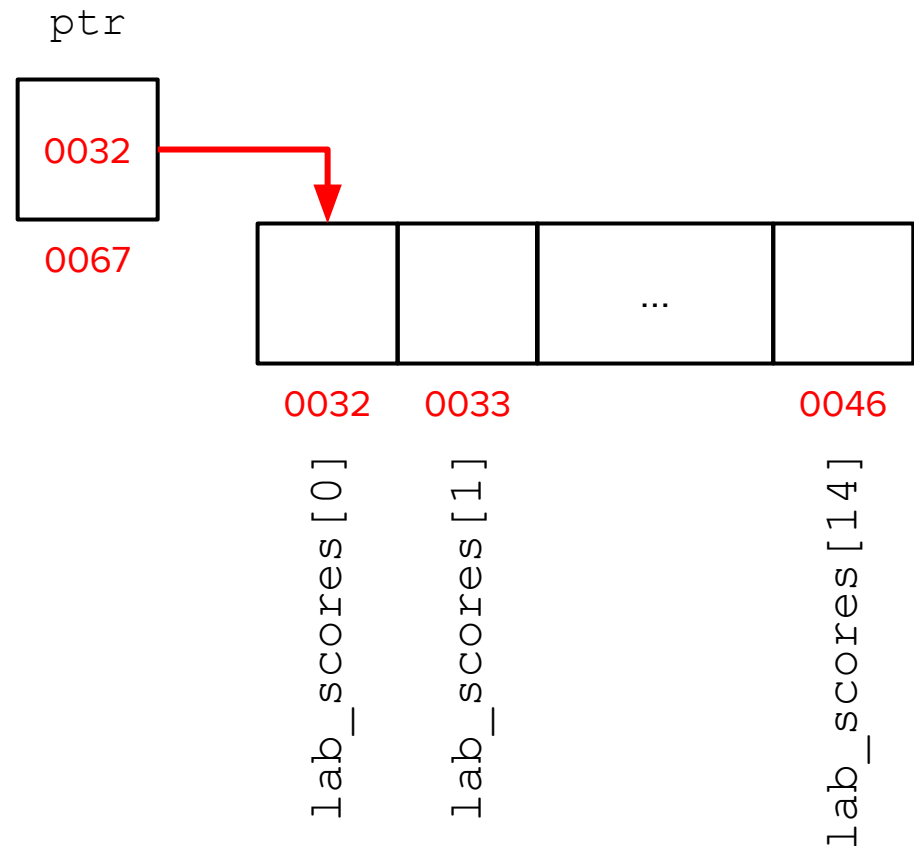 ptr
0032
0067
...
0032 0033 0046
lab_scores[0]
lab_scores[1]
lab_scores[14]